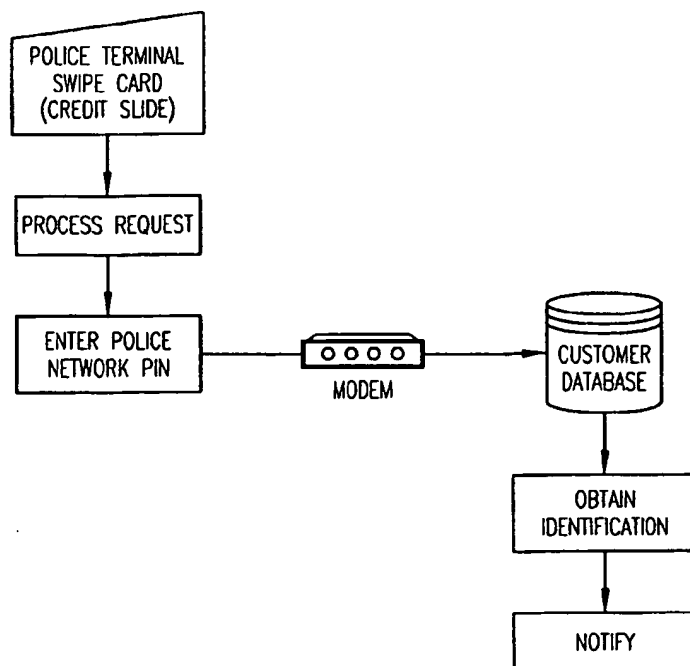 POLICE TERMINAL
SWIPE CARD
(CREDIT SLIDE)
PROCESS REQUEST
ENTER POLICE
NETWORK PIN
MODEM
CUSTOMER
DATABASE
OBTAIN
IDENTIFICATION
NOTIFY